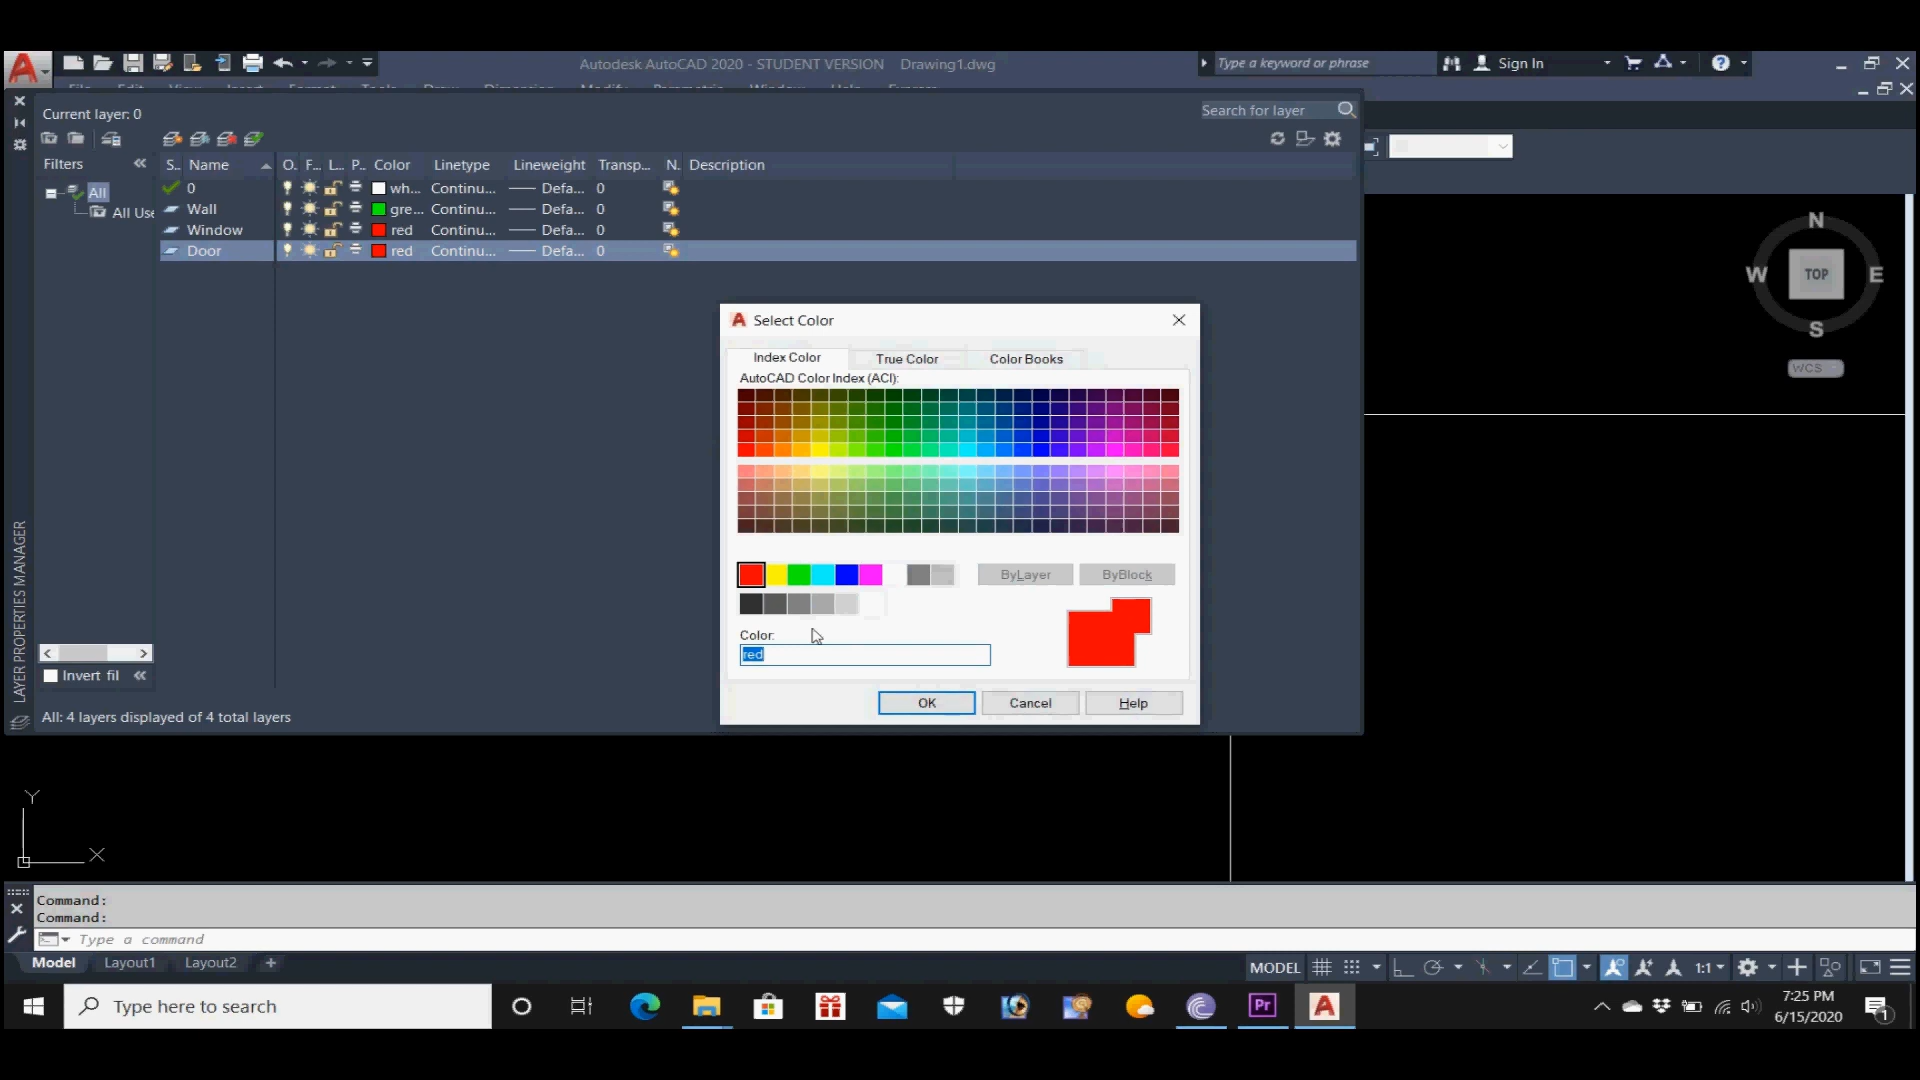 Autodesk AutoCAD 2020 - STUDENT VERSION Drawing1.dwg
Type a keyword or phrase
Sign In
Current layer: 0
Search for layer
Filters
S.. Name O. F... L... P.. Color Linetype Lineweight Transp... N. Description
All
All Use
0 wh... Continu... Defa... 0
Wall gre... Continu... Defa... 0
Window red Continu... Defa... 0
Door red Continu... Defa... 0
N
W TOP E
S
WCS
Select Color
Index Color True Color Color Books
AutoCAD Color Index (ACI):
ByLayer ByBlock
Color:
red
OK Cancel Help
LAYER PROPERTIES MANAGER
Invert fil
All: 4 layers displayed of 4 total layers
Y
X
Command:
Command:
Type a command
Model Layout1 Layout2 +
MODEL 1:1
Type here to search
Pr
7:25 PM
6/15/2020
1